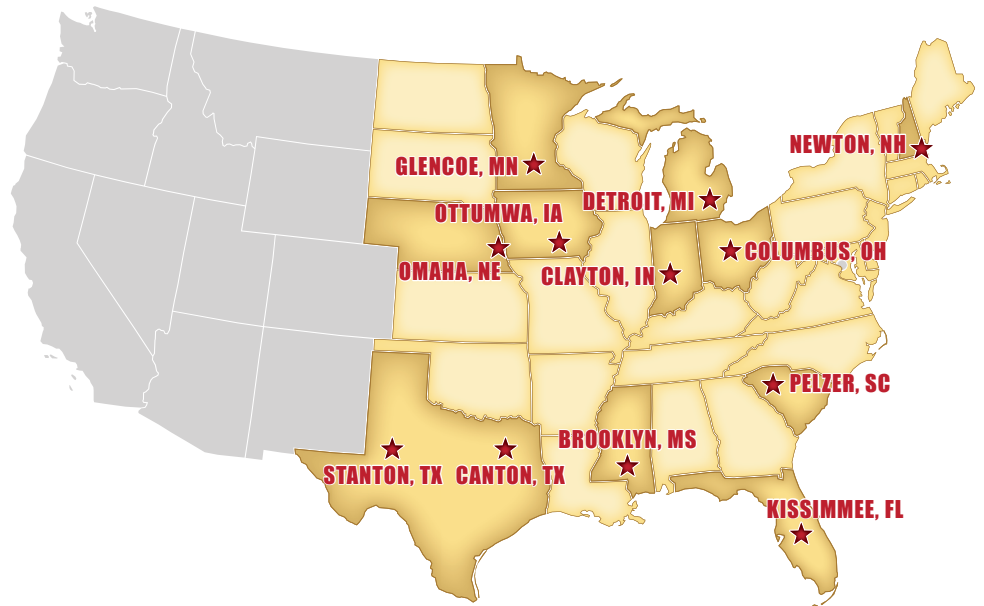 NEWTON, NH
GLENCOE, MN
DETROIT, MI
OTTUMWA, IA
COLUMBUS, OH
OMAHA, NE
CLAYTON, IN
PELZER, SC
BROOKLYN, MS
STANTON, TX
CANTON, TX
KISSIMMEE, FL